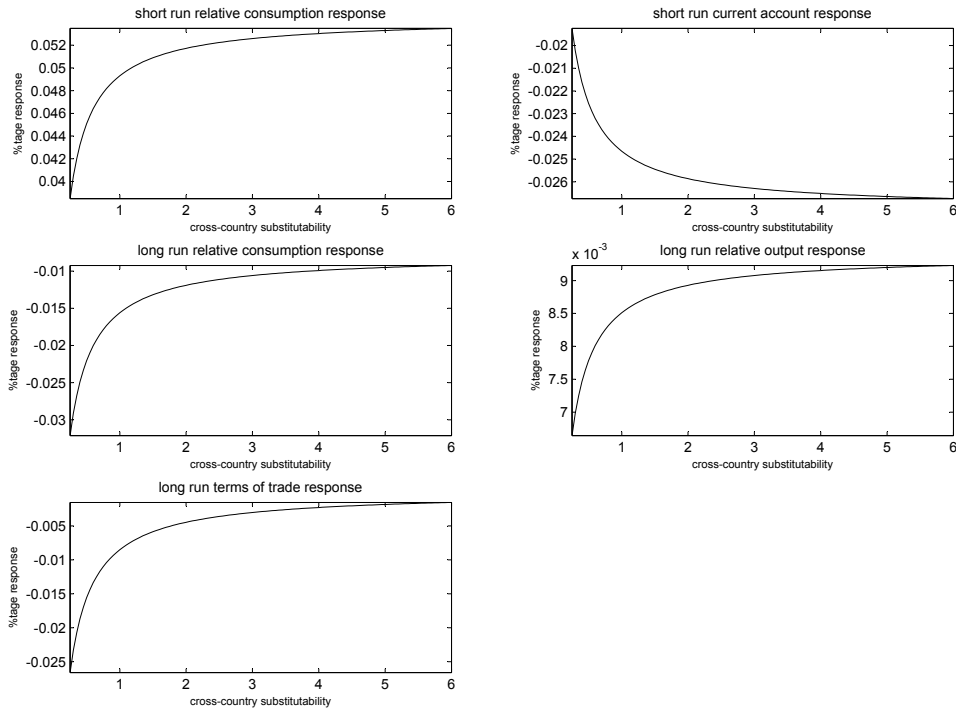 short run relative consumption response
0.052
0.05
0.048
0.046
0.044
0.042
0.04
%tage response
1 2 3 4 5 6
cross-country substitutability
short run current account response
-0.02
-0.021
-0.022
-0.023
-0.024
-0.025
-0.026
%tage response
1 2 3 4 5 6
cross-country substitutability
long run relative consumption response
-0.01
-0.015
-0.02
-0.025
-0.03
%tage response
1 2 3 4 5 6
cross-country substitutability
long run relative output response
x 10-3
9
8.5
8
7.5
7
%tage response
1 2 3 4 5 6
cross-country substitutability
long run terms of trade response
-0.005
-0.01
-0.015
-0.02
-0.025
%tage response
1 2 3 4 5 6
cross-country substitutability